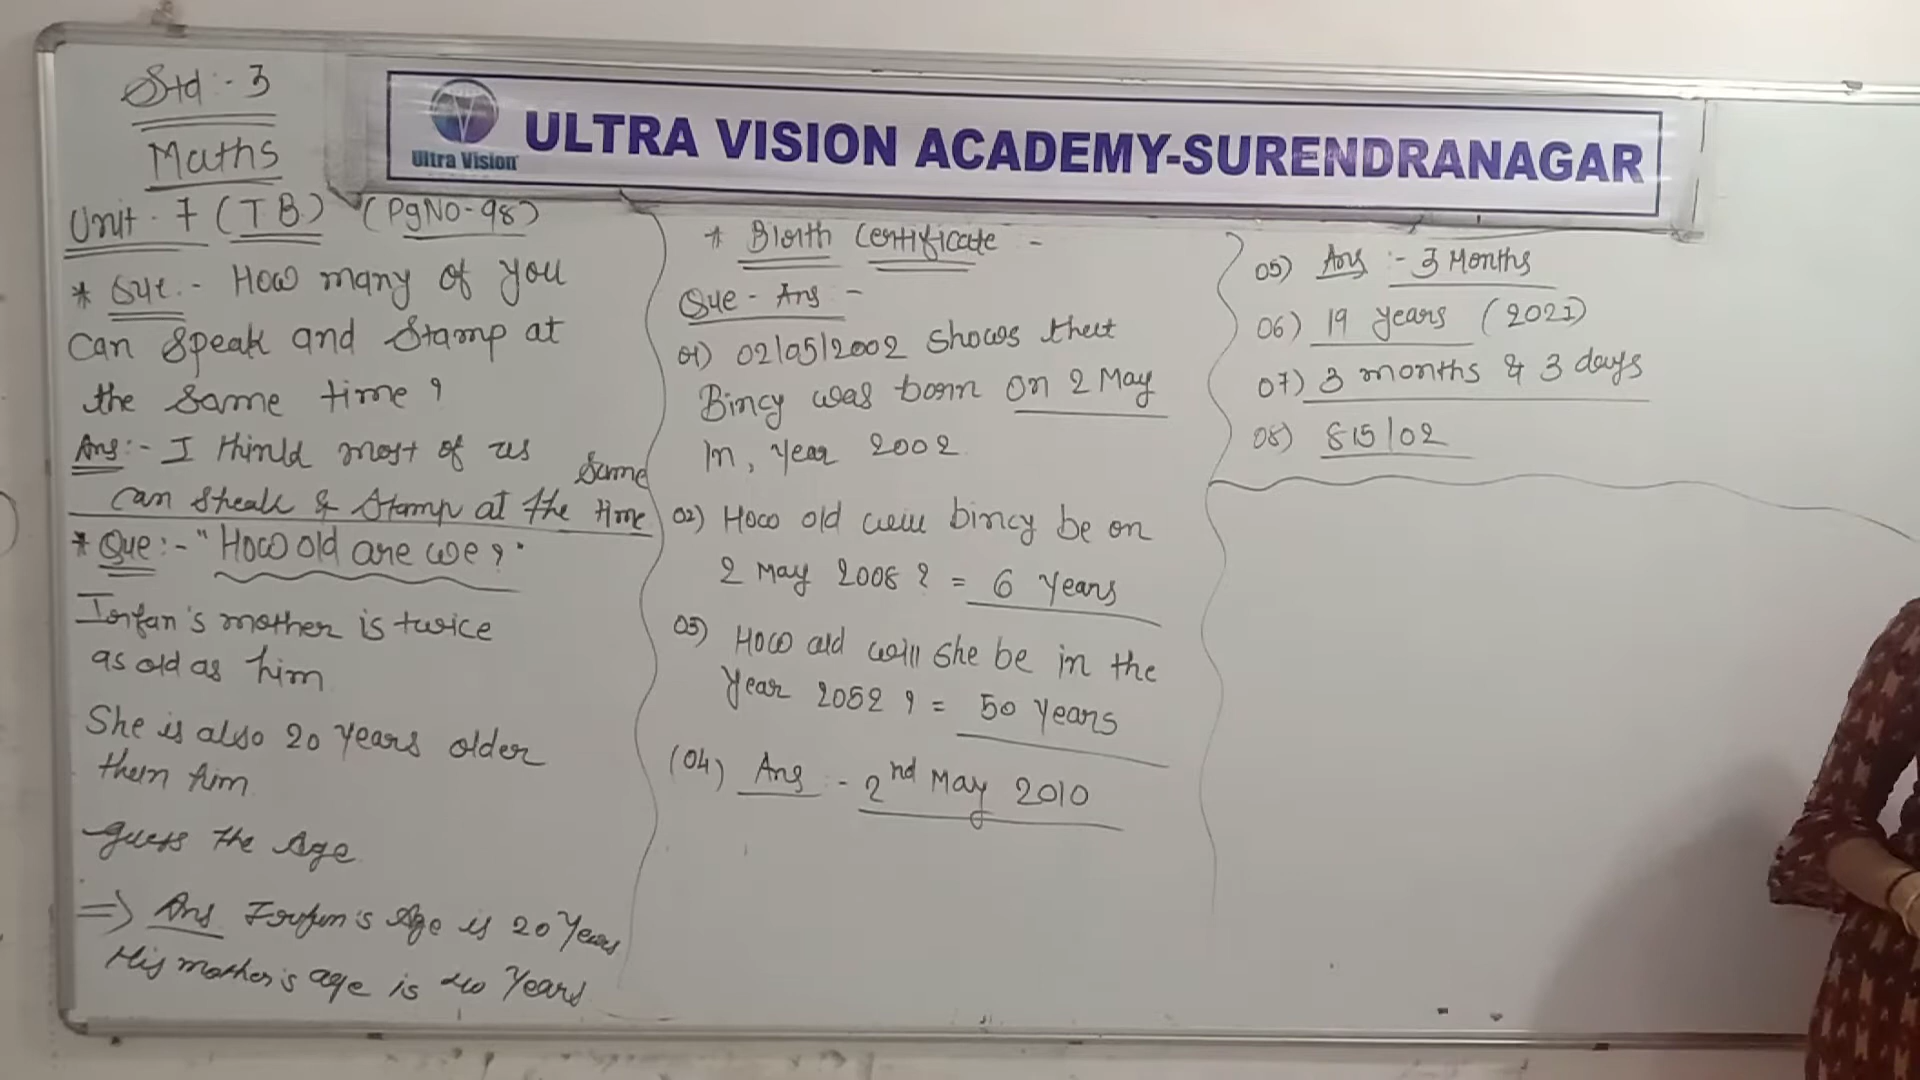 Std :- 3
Maths
Unit - 7 (T B.) (PgNO-98)
* Que :- How many of you
can speak and stamp at
the same time ?
Ans :- I think most of us
can speak & stamp at the same time
* Que :- "How old are we ?"
Irfan's mother is twice
as old as him
She is also 20 years older
then him.
guess the Age.
=> Ans Irfan's Age is 20 Years
His mother's age is 40 Years
Ultra Vision
ULTRA VISION ACADEMY-SURENDRANAGAR
* Birth Certificate -
Que - Ans -
01) 02/05/2002 shows that
Bincy was born on 2 May
In, Year 2002
02) How old will bincy be on
2 May 2008 ? = 6 Years
03) How old will she be in the
Year 2052 ? = 50 Years
(04) Ans :- 2nd May 2010
05) Ans :- 3 Months
06) 19 years (2021)
07) 3 months & 3 days
08) 815/02